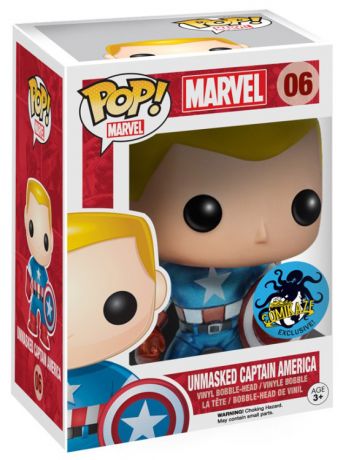 POP!
MARVEL
MARVEL 06
POP!
MARVEL
COMIKAZE
EXCLUSIVE!
UNMASKED CAPTAIN AMERICA
VINYL BOBBLE-HEAD / VINYLE BOBBLE
LA TÊTE / BOBBLE-HEAD DE VINIL
WARNING! Choking Hazard.
May contain small parts.
AGE
3+
06
UNMASKED CAPTAIN AMERICA